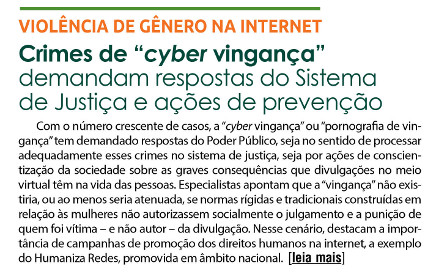 VIOLÊNCIA DE GÊNERO NA INTERNET
Crimes de “cyber vingança”
demandam respostas do Sistema
de Justiça e ações de prevenção
Com o número crescente de casos, a “cyber vingança” ou “pornografia de vin-
gança” tem demandado respostas do Poder Público, seja no sentido de processar
adequadamente esses crimes no sistema de justiça, seja por ações de conscien-
tização da sociedade sobre as graves consequências que divulgações no meio
virtual têm na vida das pessoas. Especialistas apontam que a “vingança” não exis-
tiria, ou ao menos seria atenuada, se normas rígidas e tradicionais construídas em
relação às mulheres não autorizassem socialmente o julgamento e a punição de
quem foi vítima – e não autor – da divulgação. Nesse cenário, destacam a impor-
tância de campanhas de promoção dos direitos humanos na internet, a exemplo
do Humaniza Redes, promovida em âmbito nacional. [leia mais]